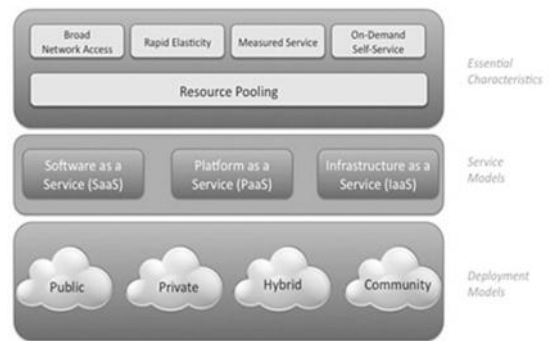 Broad
Network Access
Rapid Elasticity
Measured Service
On-Demand
Self-Service
Resource Pooling
Essential
Characteristics
Software as a
Service (SaaS)
Platform as a
Service (PaaS)
Infrastructure as a
Service (IaaS)
Service
Models
Public
Private
Hybrid
Community
Deployment
Models